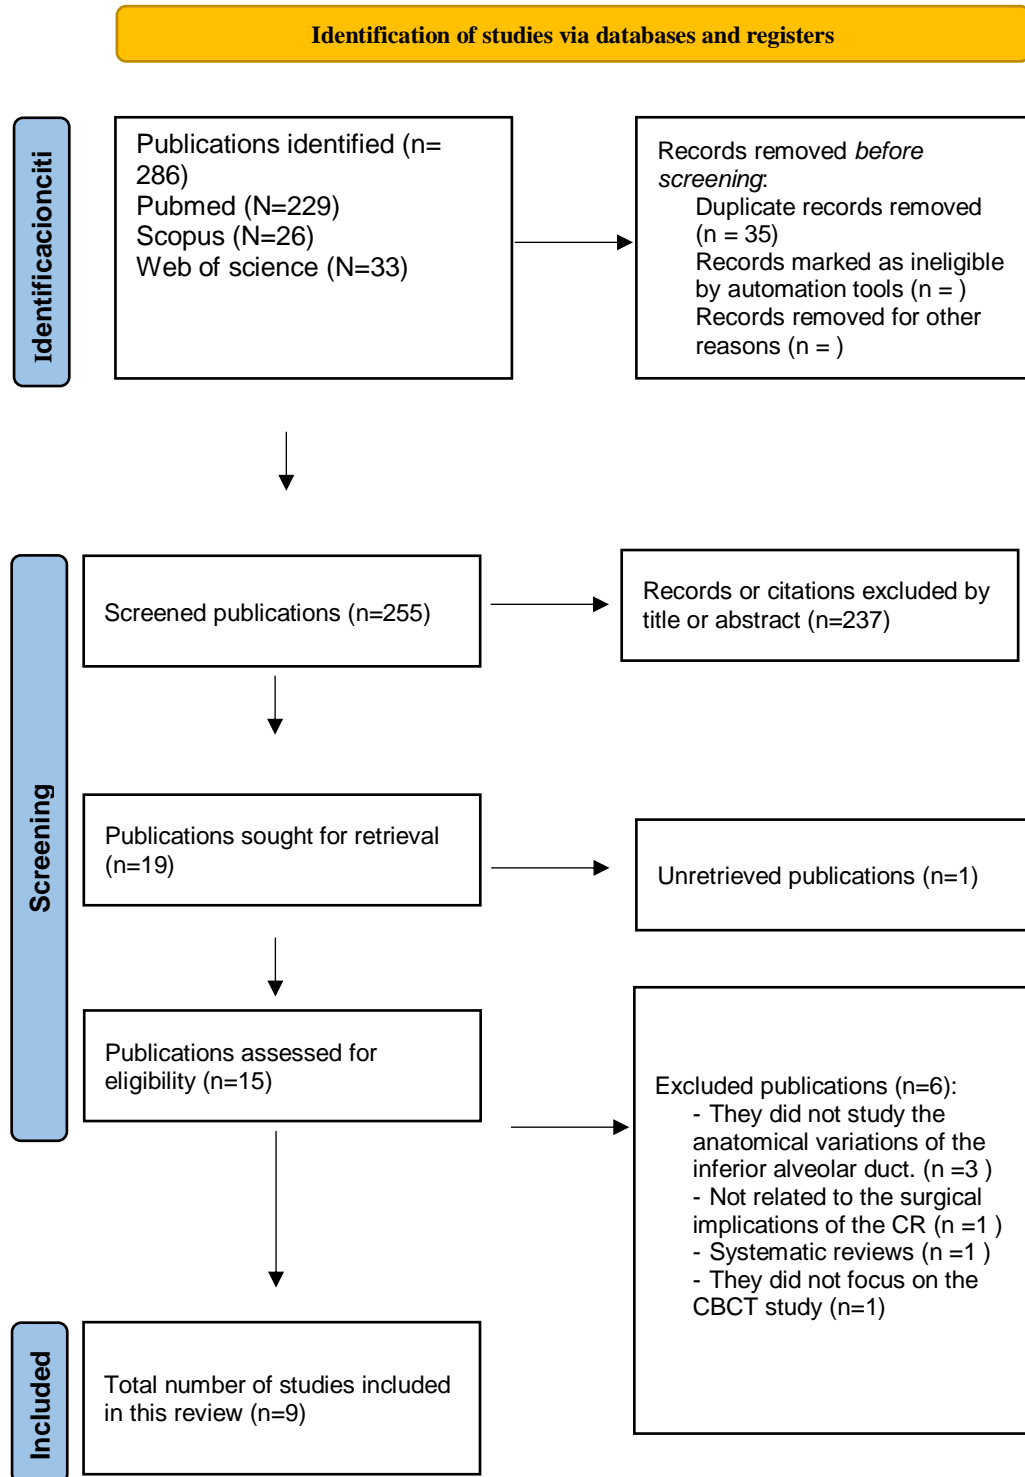 Identification of studies via databases and registers
Identificacionciti
Publications identified (n=
286)
Pubmed (N=229)
Scopus (N=26)
Web of science (N=33)
Records removed before
screening:
Duplicate records removed
(n = 35)
Records marked as ineligible
by automation tools (n = )
Records removed for other
reasons (n = )
Screening
Screened publications (n=255)
Records or citations excluded by
title or abstract (n=237)
Publications sought for retrieval
(n=19)
Unretrieved publications (n=1)
Publications assessed for
eligibility (n=15)
Excluded publications (n=6):
- They did not study the
anatomical variations of the
inferior alveolar duct. (n =3 )
- Not related to the surgical
implications of the CR (n =1 )
- Systematic reviews (n =1 )
- They did not focus on the
CBCT study (n=1)
Included
Total number of studies included
in this review (n=9)